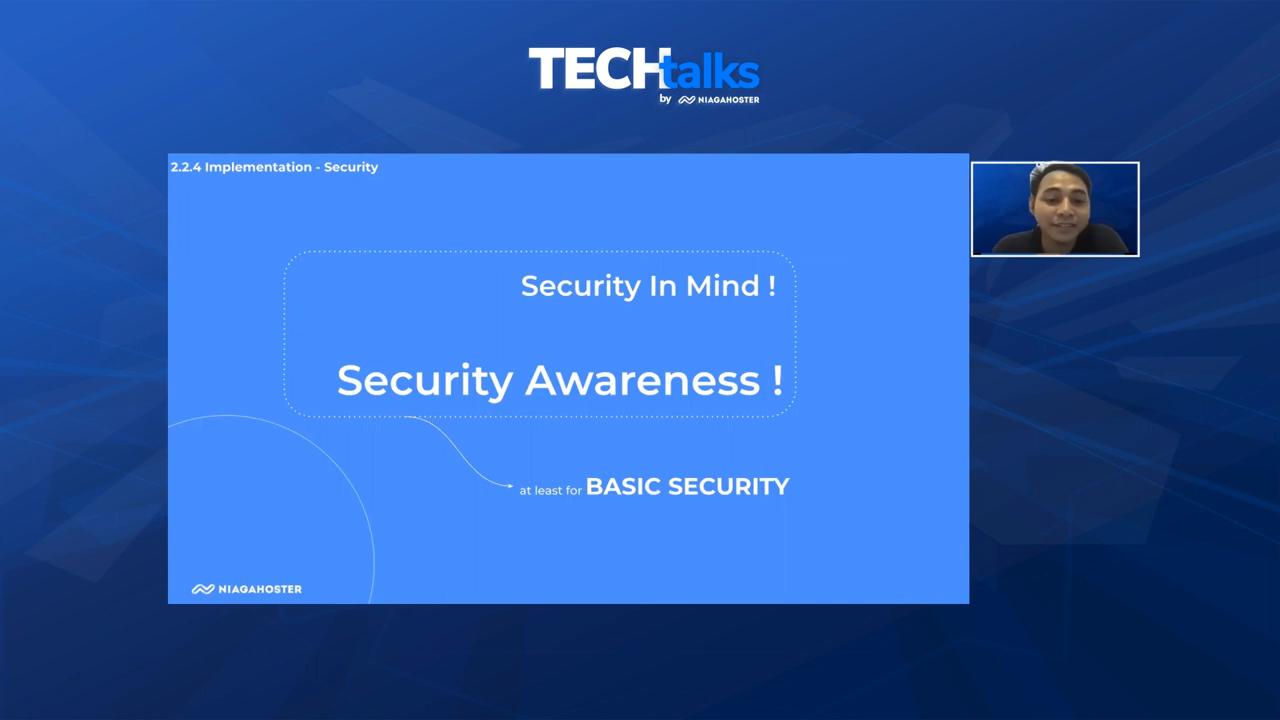 TECHtalks
by NIAGAHOSTER
2.2.4 Implementation - Security
Security In Mind !
Security Awareness !
at least for BASIC SECURITY
NIAGAHOSTER